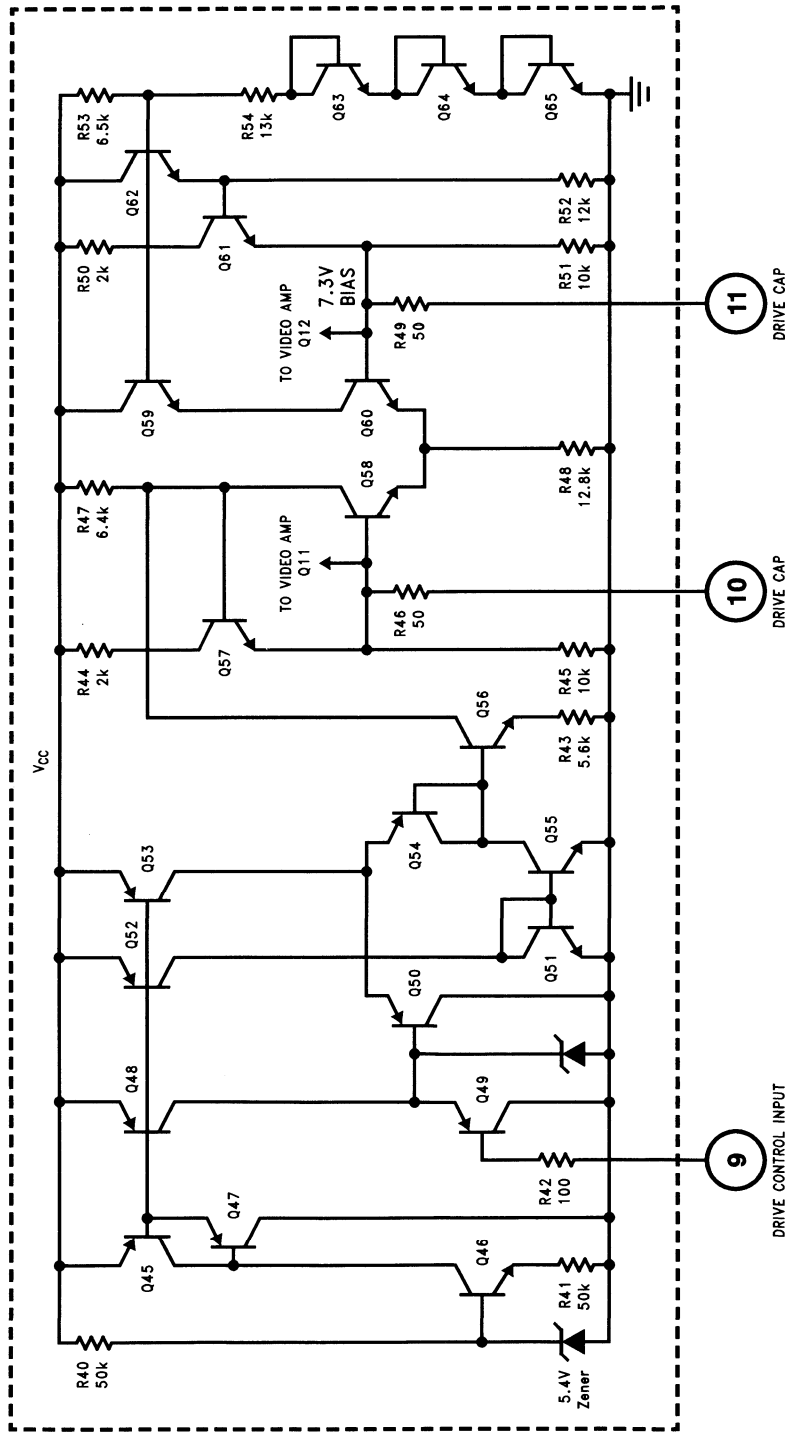 VCC
R40
50k
5.4V
Zener
Q45
Q47
Q46
R41
50k
Q48
Q49
R42
100
9
DRIVE CONTROL INPUT
Q52
Q53
Q50
Q51
Q54
Q55
Q56
R43
5.6k
R44
2k
Q57
R45
10k
R46
50
10
DRIVE CAP
TO VIDEO AMP
Q11
R47
6.4k
Q58
Q59
Q60
R48
12.8k
TO VIDEO AMP
Q12
7.3V
BIAS
R49
50
11
DRIVE CAP
R50
2k
Q61
R51
10k
Q62
R52
12k
R53
6.5k
R54
13k
Q63
Q64
Q65